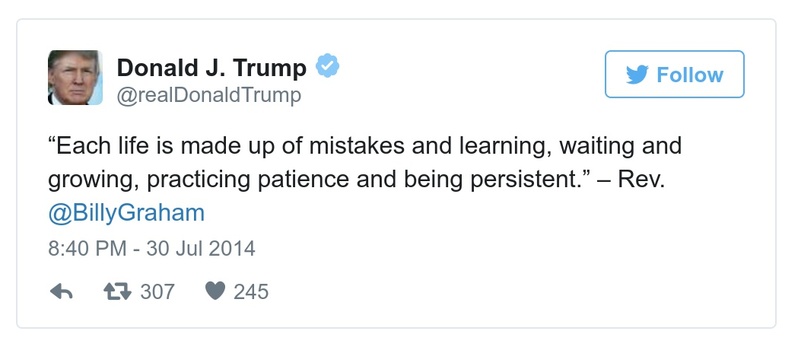 Donald J. Trump
@realDonaldTrump
Follow
“Each life is made up of mistakes and learning, waiting and
growing, practicing patience and being persistent.” – Rev.
@BillyGraham
8:40 PM - 30 Jul 2014
307 245